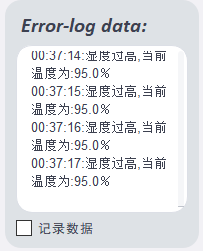 Error-log data:
00:37:14:湿度过高,当前
温度为:95.0%
00:37:15:湿度过高,当前
温度为:95.0%
00:37:16:湿度过高,当前
温度为:95.0%
00:37:17:湿度过高,当前
温度为:95.0%
记录数据